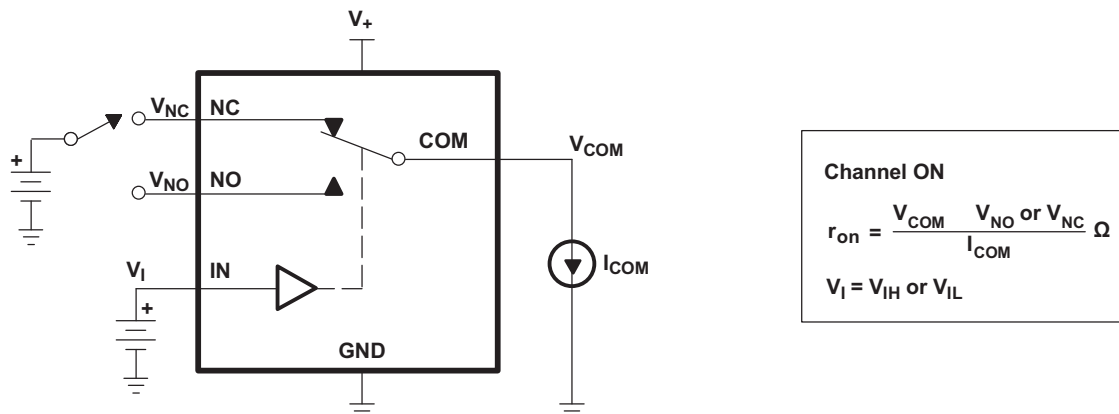 V+
VNC NC
COM
VCOM
VNO NO
VI IN
+
+
ICOM
GND
Channel ON
ron = VCOM VNO or VNC / ICOM Ω
VI = VIH or VIL